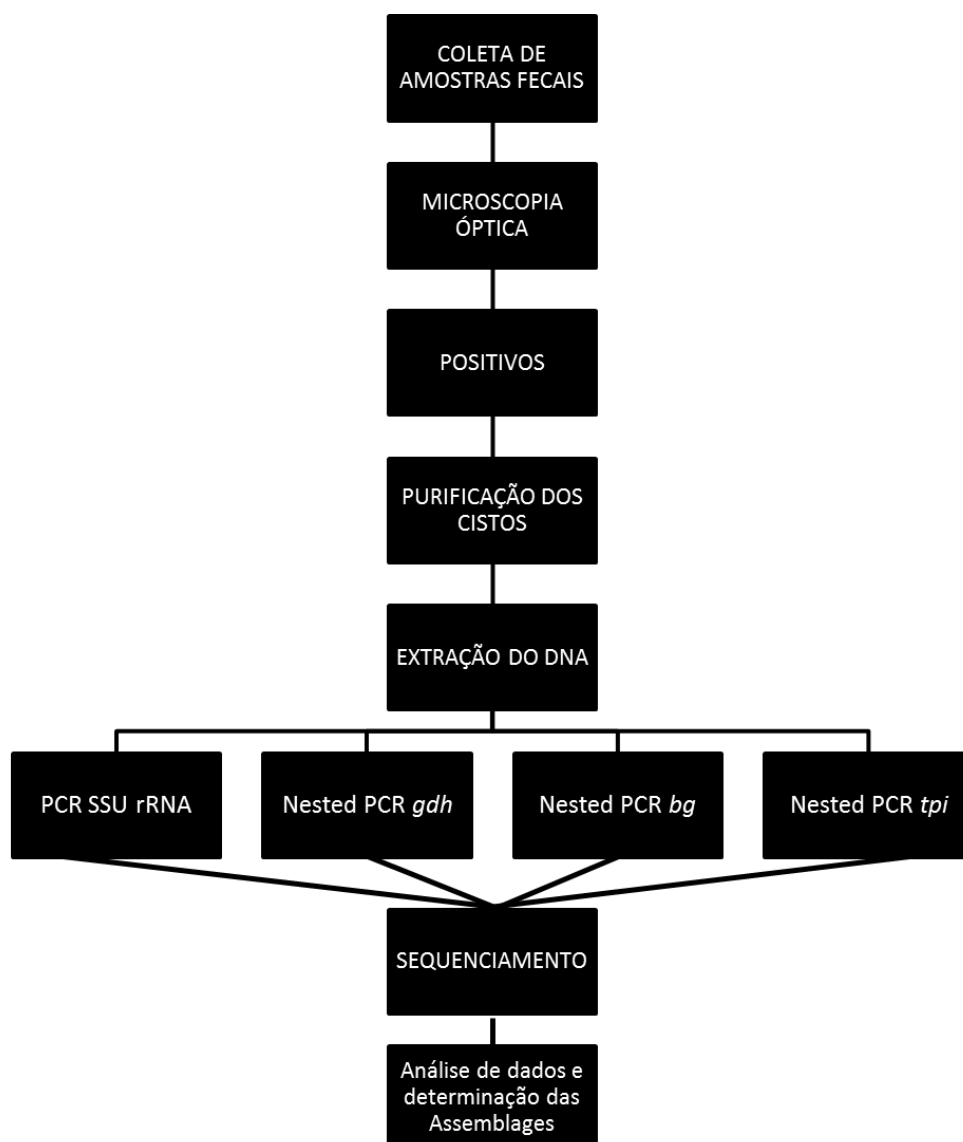 COLETA DE
AMOSTRAS FECAIS
MICROSCOPIA
ÓPTICA
POSITIVOS
PURIFICAÇÃO DOS
CISTOS
EXTRAÇÃO DO DNA
PCR SSU rRNA
Nested PCR gdh
Nested PCR bg
Nested PCR tpi
SEQUENCIAMENTO
Análise de dados e
determinação das
Assemblages